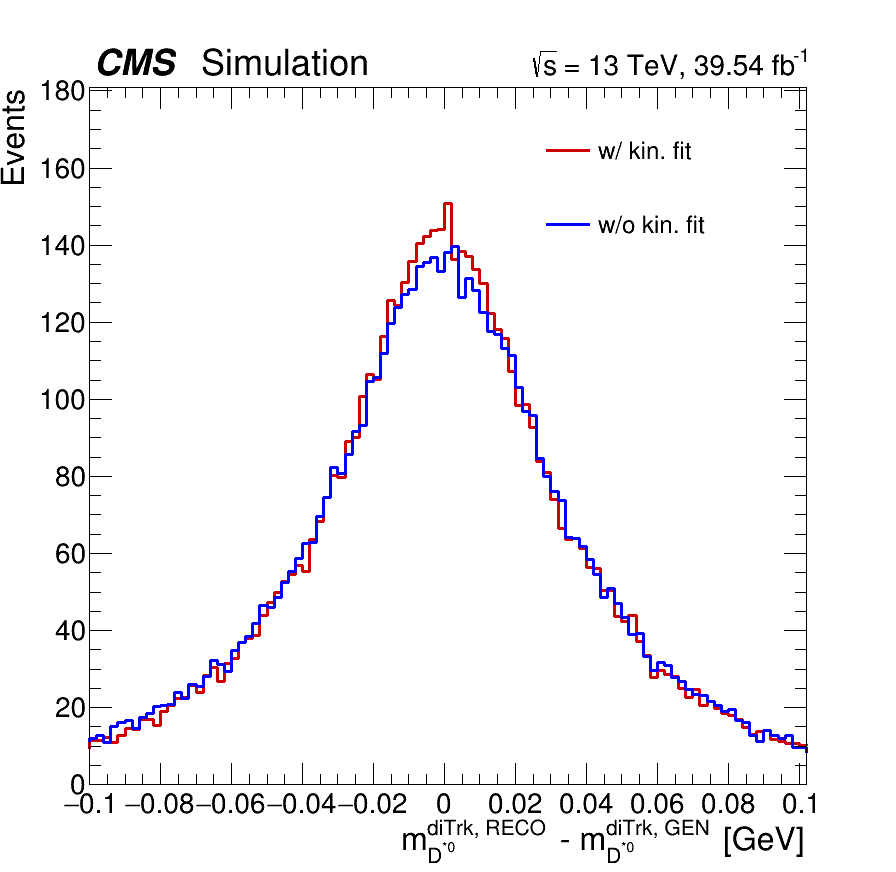 CMS Simulation √s = 13 TeV, 39.54 fb⁻¹
Events
180
160
140
120
100
80
60
40
20
0
w/ kin. fit
w/o kin. fit
−0.1 −0.08 −0.06 −0.04 −0.02 0 0.02 0.04 0.06 0.08 0.1
m_{D^{*0}}^{diTrk, RECO} - m_{D^{*0}}^{diTrk, GEN} [GeV]